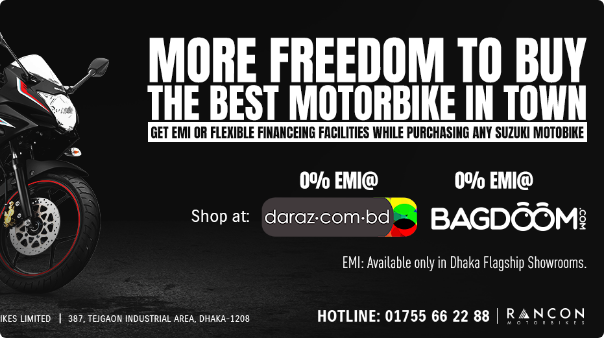 MORE FREEDOM TO BUY
THE BEST MOTORBIKE IN TOWN
GET EMI OR FLEXIBLE FINANCEING FACILITIES WHILE PURCHASING ANY SUZUKI MOTOBIKE
0% EMI@ 0% EMI@
Shop at: daraz.com.bd BAGDOOM.COM
EMI: Available only in Dhaka Flagship Showrooms.
IKES LIMITED | 387, TEJGAON INDUSTRIAL AREA, DHAKA-1208
HOTLINE: 01755 66 22 88 | RANCON
MOTORBIKES